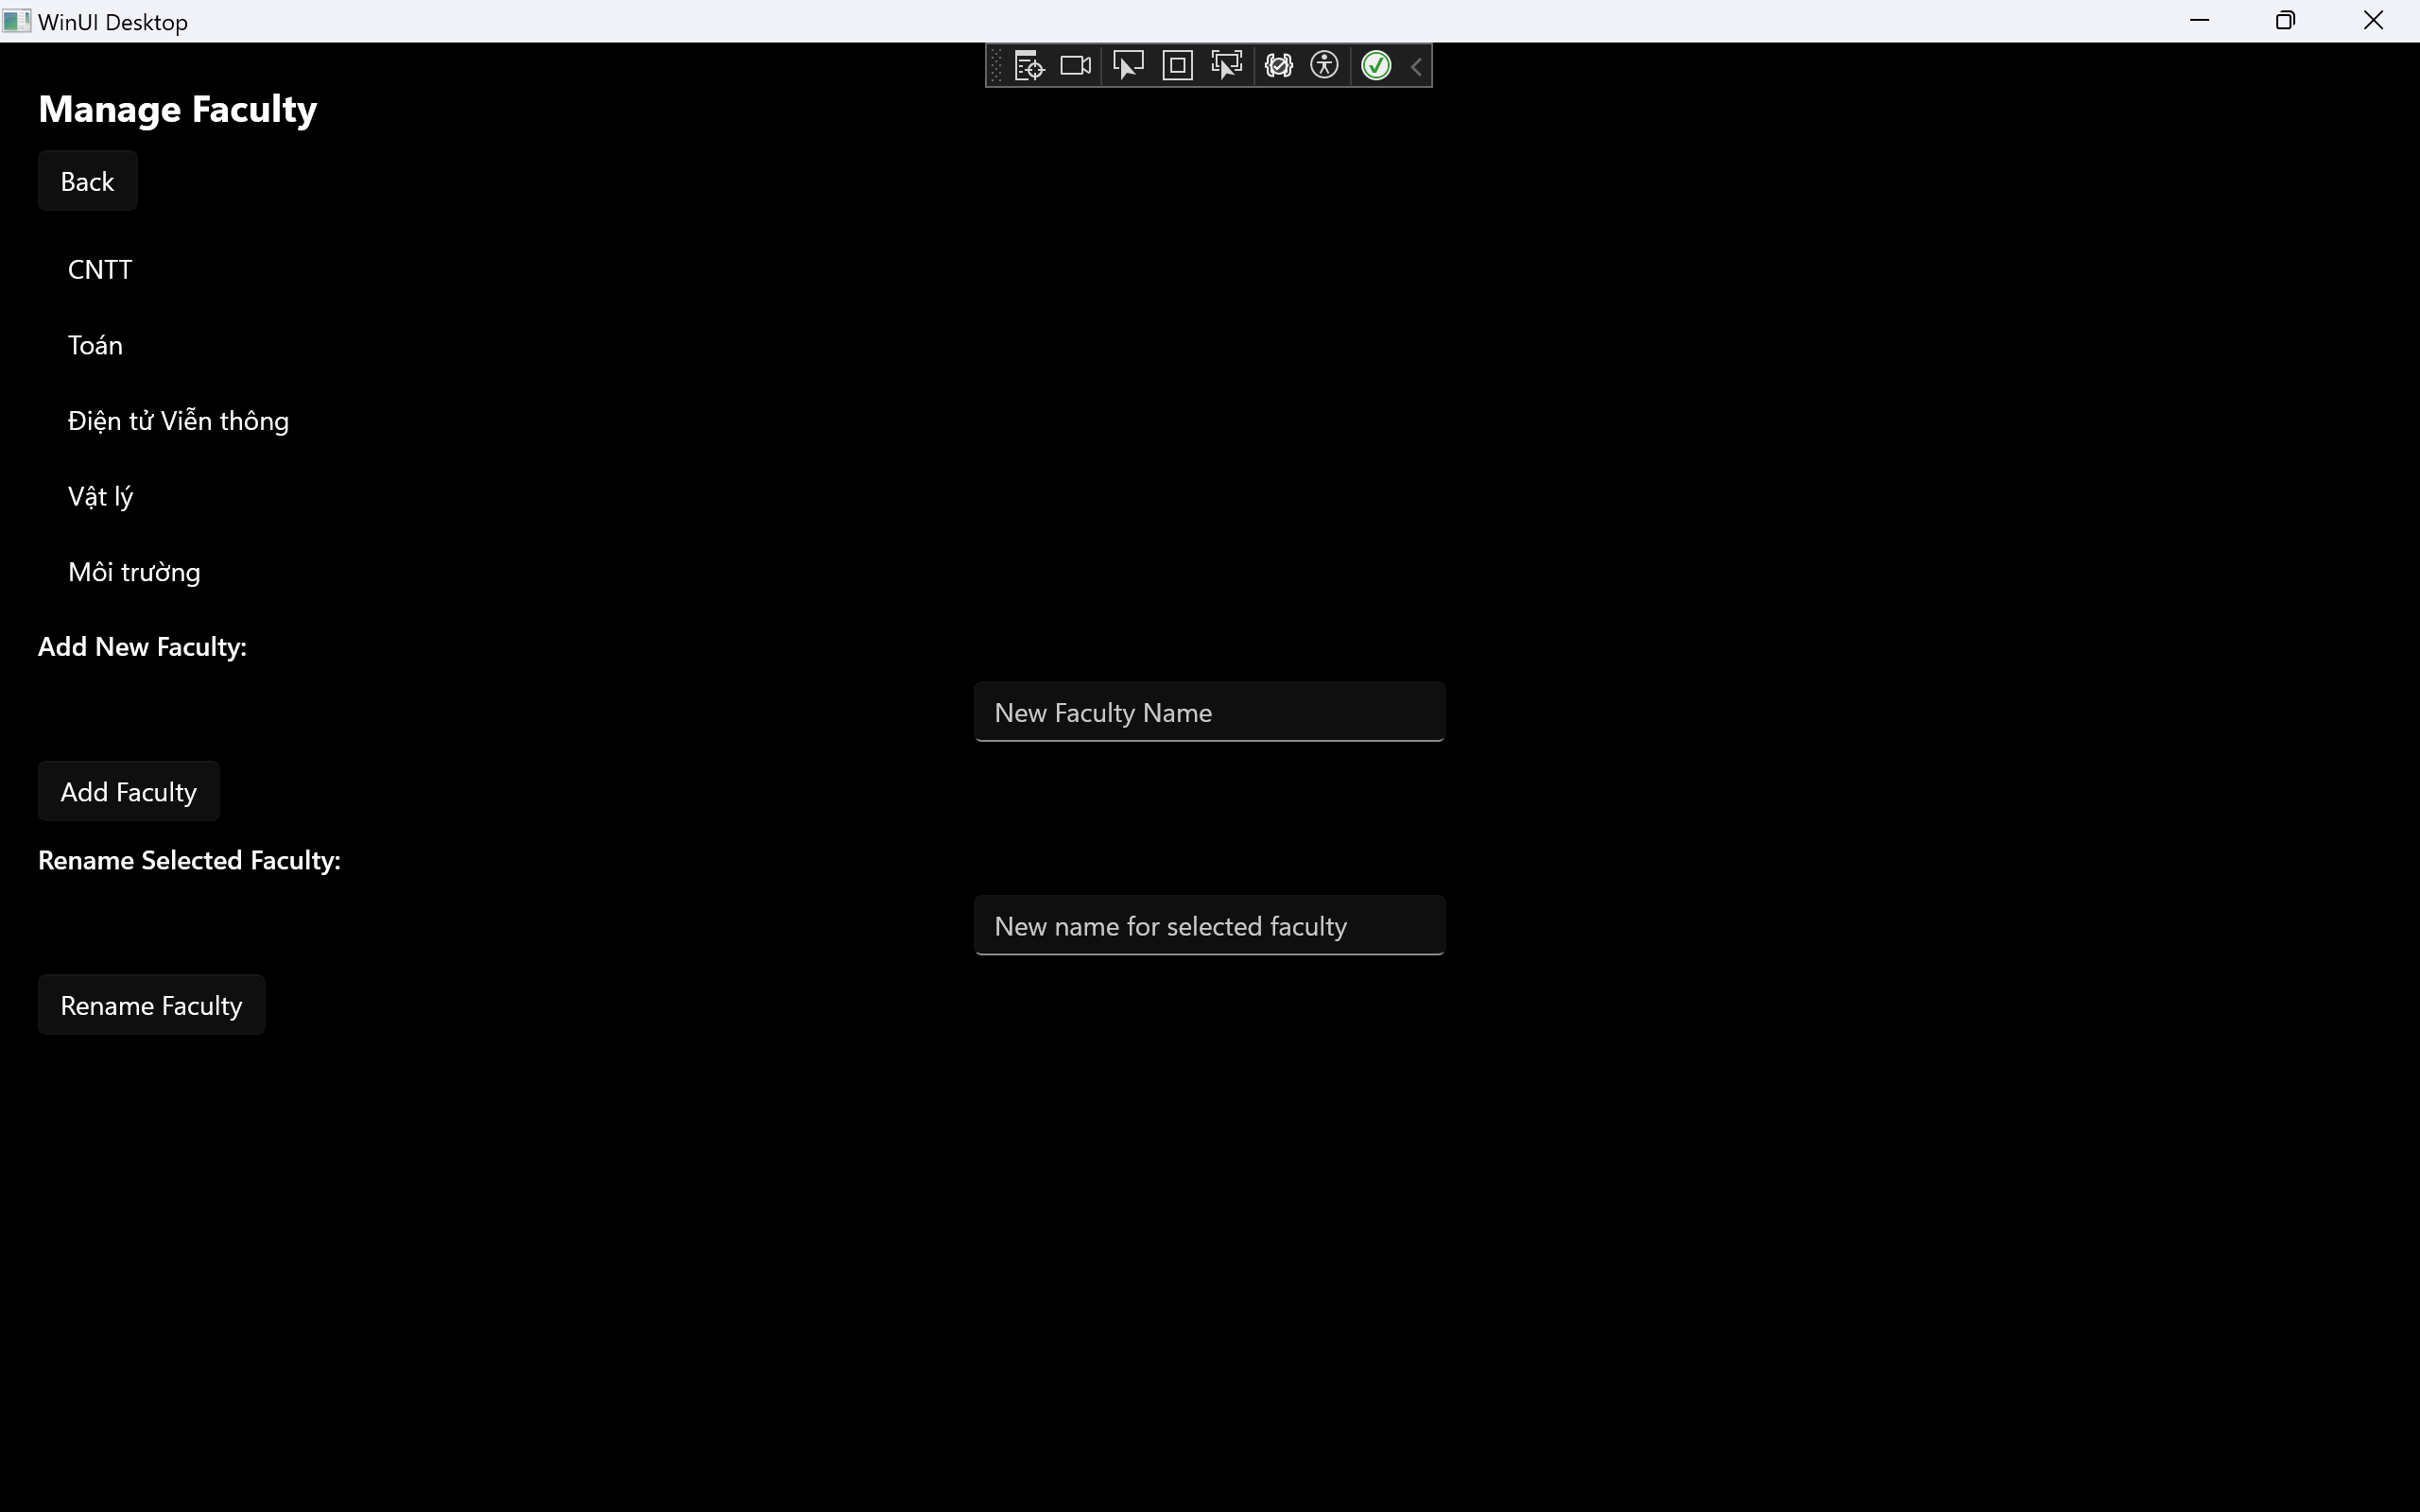 WinUI Desktop
Manage Faculty
Back
CNTT
Toán
Điện tử Viễn thông
Vật lý
Môi trường
Add New Faculty:
New Faculty Name
Add Faculty
Rename Selected Faculty:
New name for selected faculty
Rename Faculty